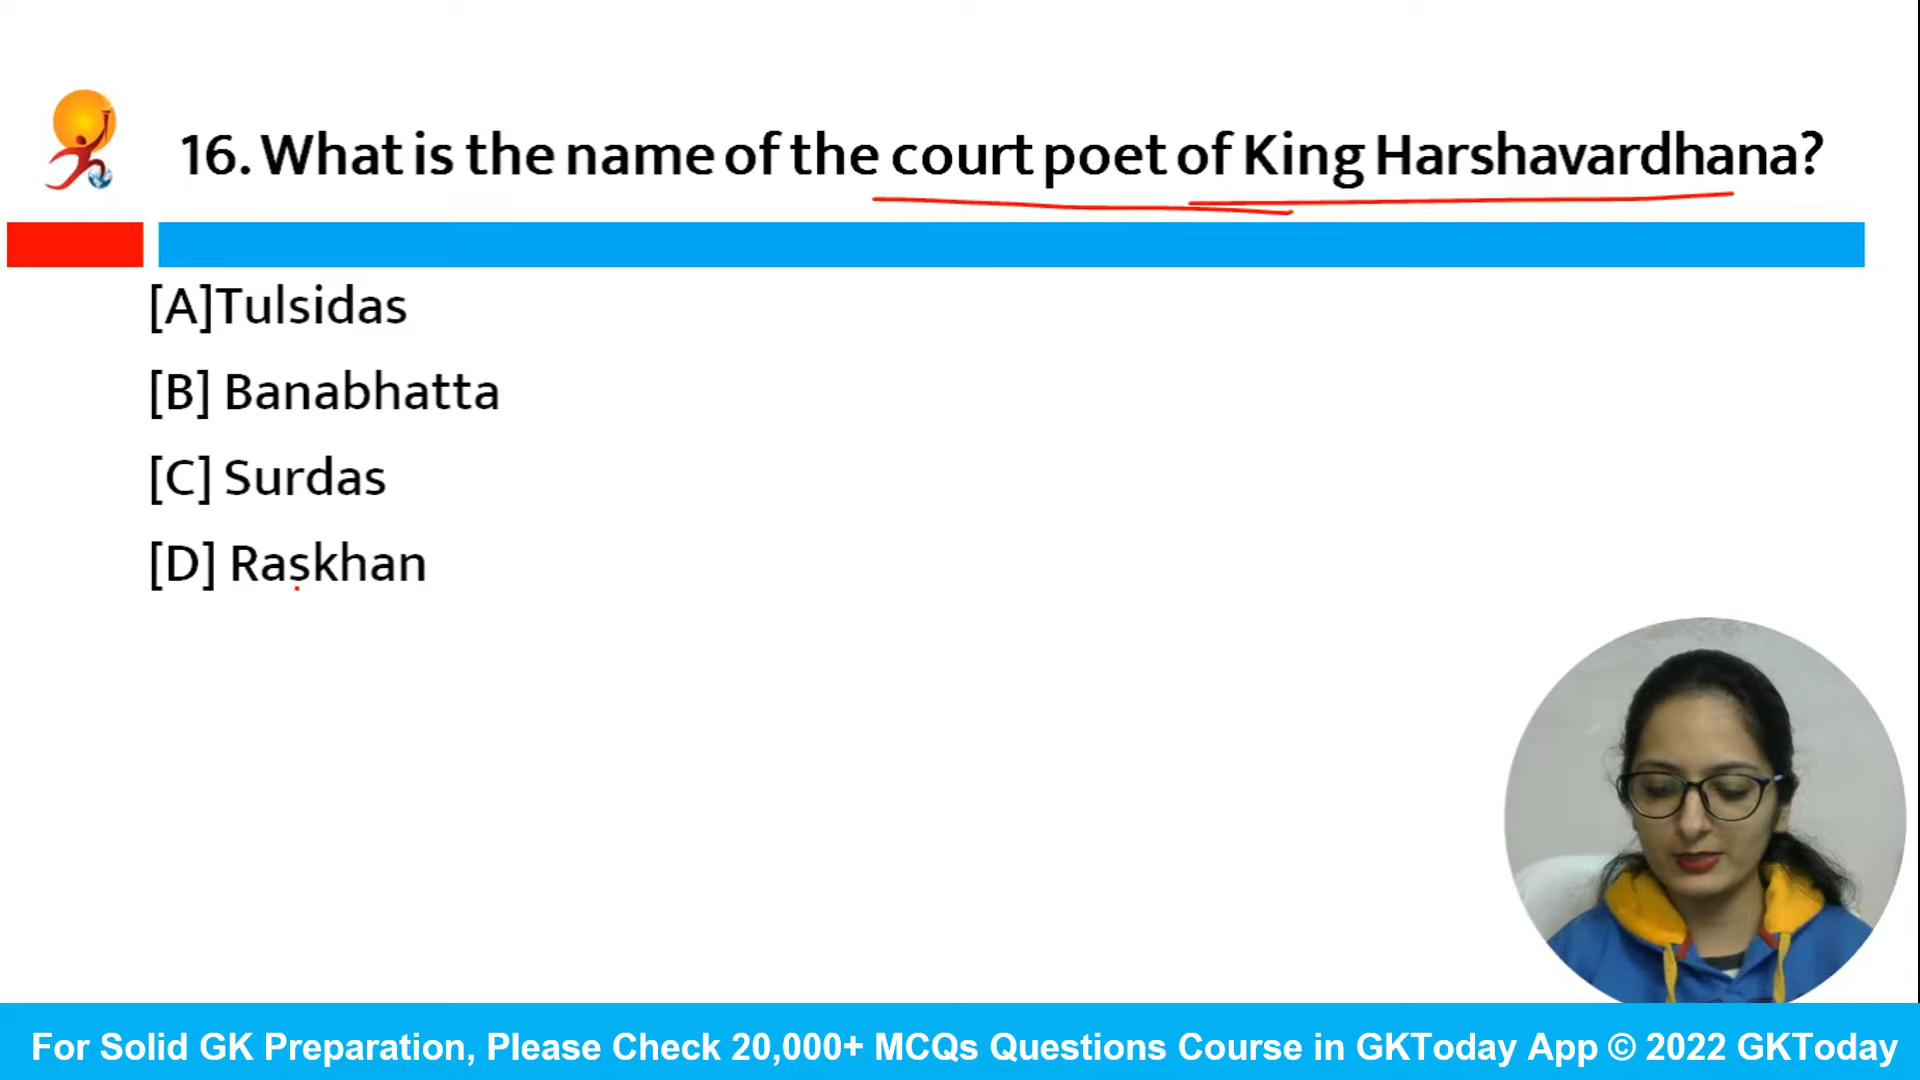 16. What is the name of the court poet of King Harshavardhana?
[A]Tulsidas
[B] Banabhatta
[C] Surdas
[D] Raskhan
For Solid GK Preparation, Please Check 20,000+ MCQs Questions Course in GKToday App © 2022 GKToday